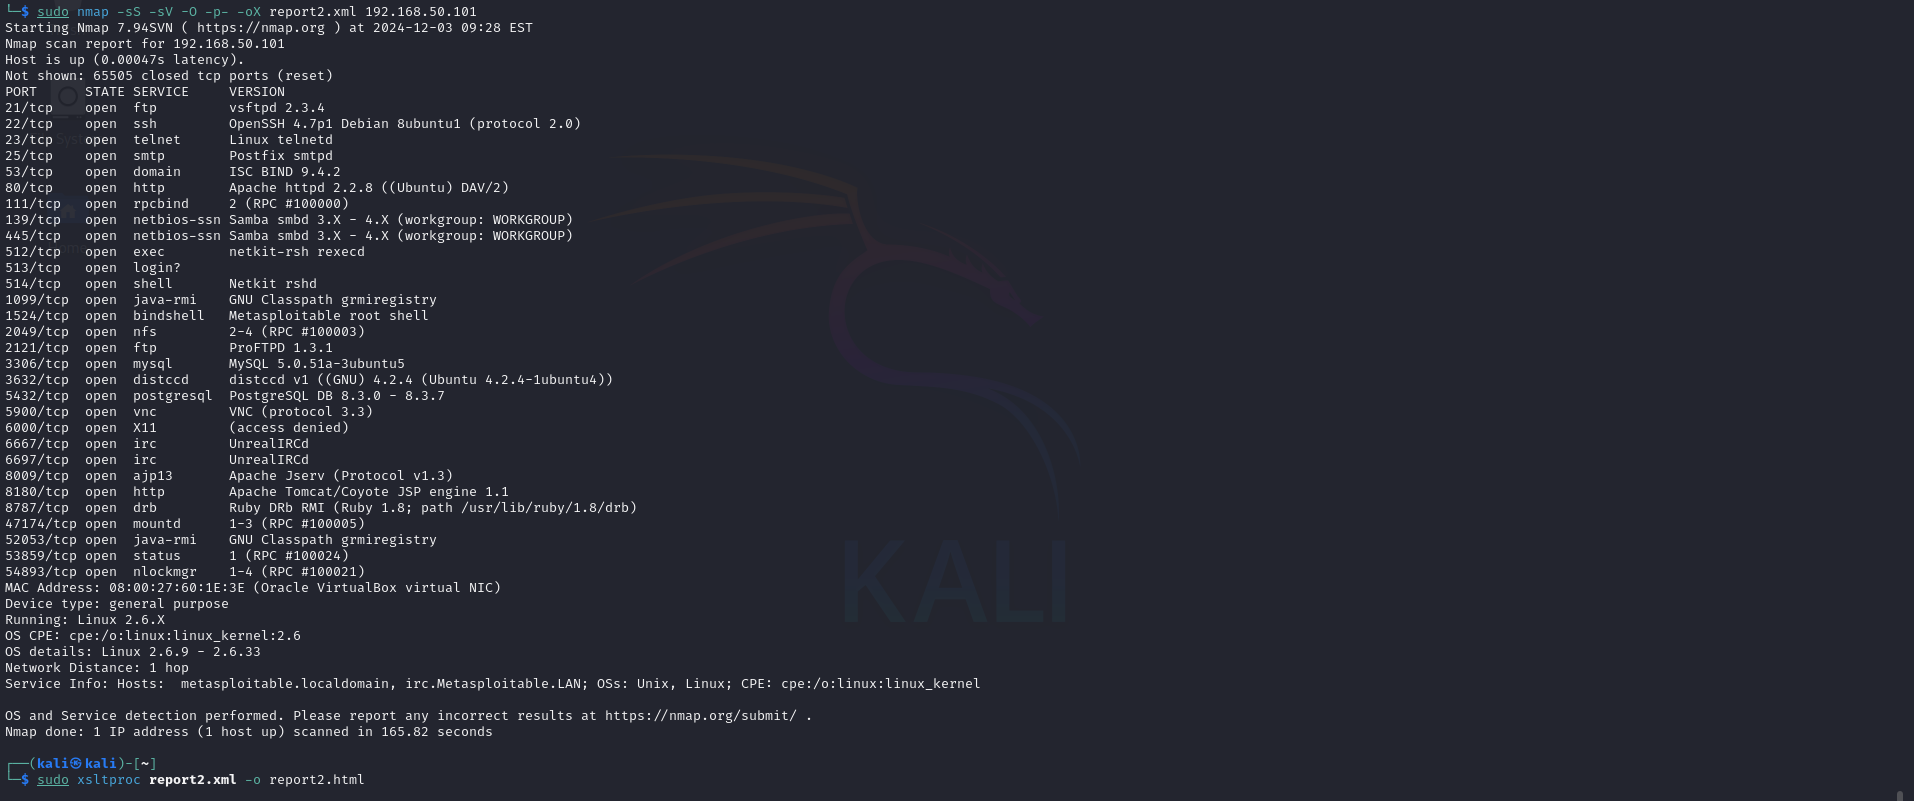 └─$ sudo nmap -sS -sV -O -p- -oX report2.xml 192.168.50.101
Starting Nmap 7.94SVN ( https://nmap.org ) at 2024-12-03 09:28 EST
Nmap scan report for 192.168.50.101
Host is up (0.00047s latency).
Not shown: 65505 closed tcp ports (reset)
PORT      STATE SERVICE     VERSION
21/tcp    open  ftp         vsftpd 2.3.4
22/tcp    open  ssh         OpenSSH 4.7p1 Debian 8ubuntu1 (protocol 2.0)
23/tcp    open  telnet      Linux telnetd
25/tcp    open  smtp        Postfix smtpd
53/tcp    open  domain      ISC BIND 9.4.2
80/tcp    open  http        Apache httpd 2.2.8 ((Ubuntu) DAV/2)
111/tcp   open  rpcbind     2 (RPC #100000)
139/tcp   open  netbios-ssn Samba smbd 3.X - 4.X (workgroup: WORKGROUP)
445/tcp   open  netbios-ssn Samba smbd 3.X - 4.X (workgroup: WORKGROUP)
512/tcp   open  exec        netkit-rsh rexecd
513/tcp   open  login?
514/tcp   open  shell       Netkit rshd
1099/tcp  open  java-rmi    GNU Classpath grmiregistry
1524/tcp  open  bindshell   Metasploitable root shell
2049/tcp  open  nfs         2-4 (RPC #100003)
2121/tcp  open  ftp         ProFTPD 1.3.1
3306/tcp  open  mysql       MySQL 5.0.51a-3ubuntu5
3632/tcp  open  distccd     distccd v1 ((GNU) 4.2.4 (Ubuntu 4.2.4-1ubuntu4))
5432/tcp  open  postgresql  PostgreSQL DB 8.3.0 - 8.3.7
5900/tcp  open  vnc         VNC (protocol 3.3)
6000/tcp  open  X11         (access denied)
6667/tcp  open  irc         UnrealIRCd
6697/tcp  open  irc         UnrealIRCd
8009/tcp  open  ajp13       Apache Jserv (Protocol v1.3)
8180/tcp  open  http        Apache Tomcat/Coyote JSP engine 1.1
8787/tcp  open  drb         Ruby DRb RMI (Ruby 1.8; path /usr/lib/ruby/1.8/drb)
47174/tcp open  mountd      1-3 (RPC #100005)
52053/tcp open  java-rmi    GNU Classpath grmiregistry
53859/tcp open  status      1 (RPC #100024)
54893/tcp open  nlockmgr    1-4 (RPC #100021)
MAC Address: 08:00:27:60:1E:3E (Oracle VirtualBox virtual NIC)
Device type: general purpose
Running: Linux 2.6.X
OS CPE: cpe:/o:linux:linux_kernel:2.6
OS details: Linux 2.6.9 - 2.6.33
Network Distance: 1 hop
Service Info: Hosts:  metasploitable.localdomain, irc.Metasploitable.LAN; OSs: Unix, Linux; CPE: cpe:/o:linux:linux_kernel
OS and Service detection performed. Please report any incorrect results at https://nmap.org/submit/ .
Nmap done: 1 IP address (1 host up) scanned in 165.82 seconds
┌──(kali㉿kali)-[~]
└─$ sudo xsltproc report2.xml -o report2.html
KALI